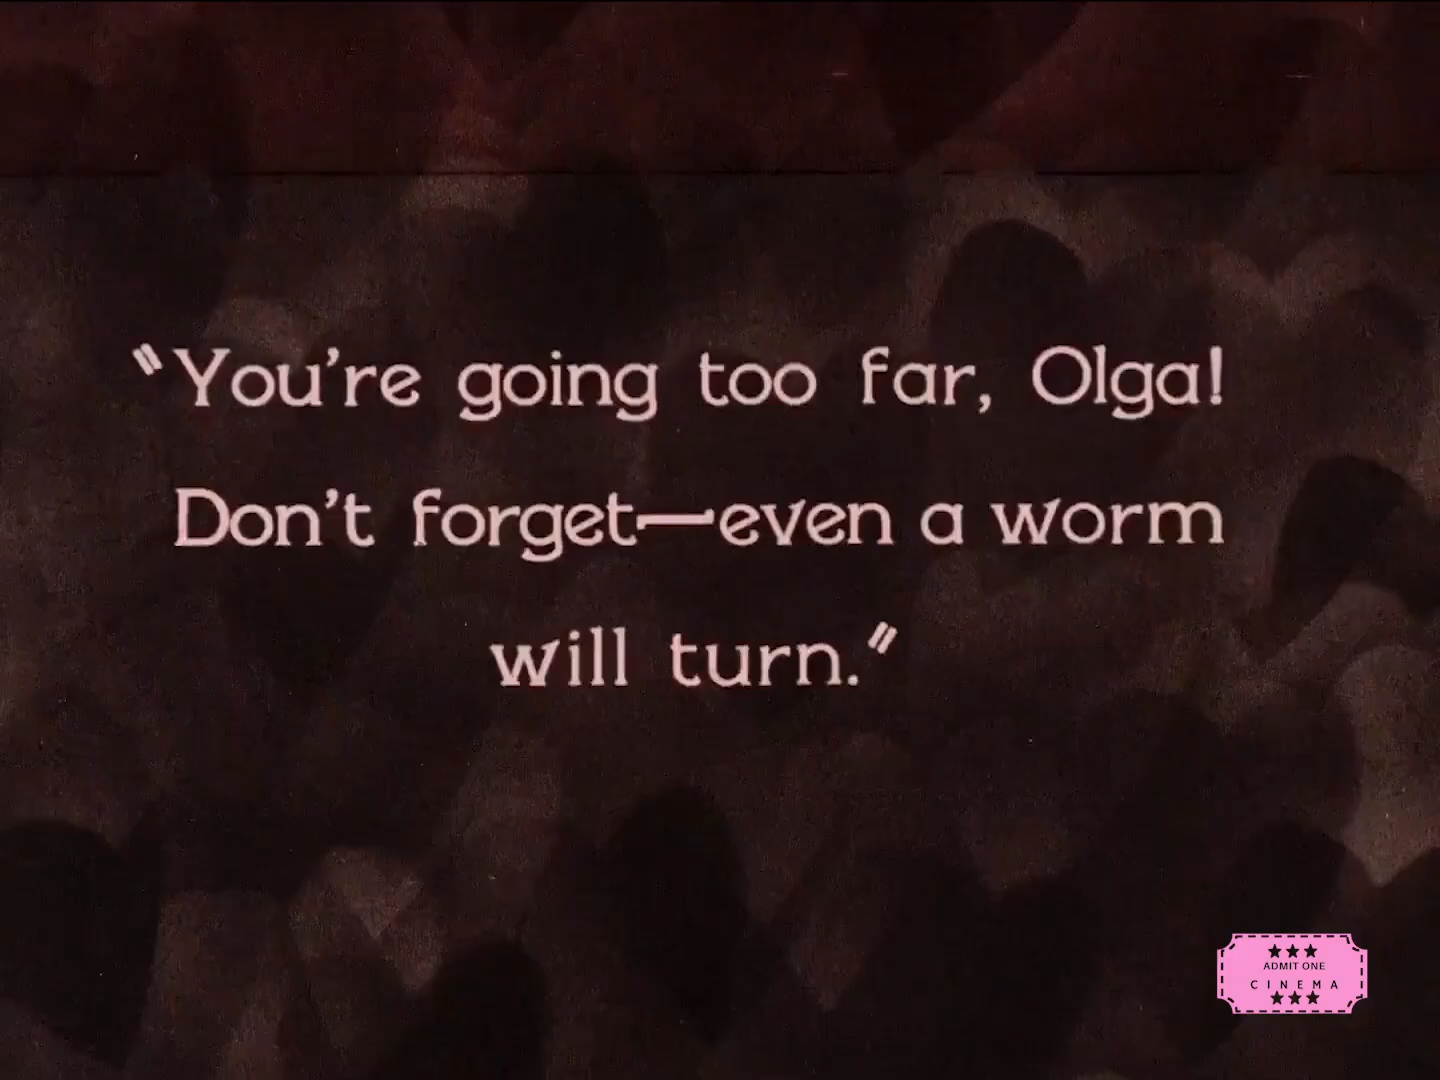 "You're going too far, Olga!
Don't forget—even a worm
will turn."
ADMIT ONE
CINEMA